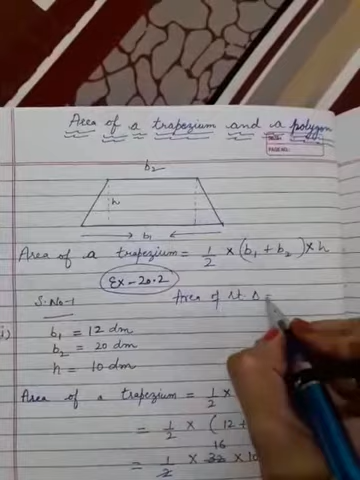 Area of a trapezium and a polygon
PAGE NO.:
b₂
h
b₁
Area of a trapezium = 1/2 × (b₁ + b₂) × h
Ex - 20.2
S. No - 1
Area of rt. Δ =
i)
b₁ = 12 dm
b₂ = 20 dm
h = 10 dm
Area of a trapezium = 1/2 ×
= 1/2 × (12 +
16
= 1/2 × 32 × 10